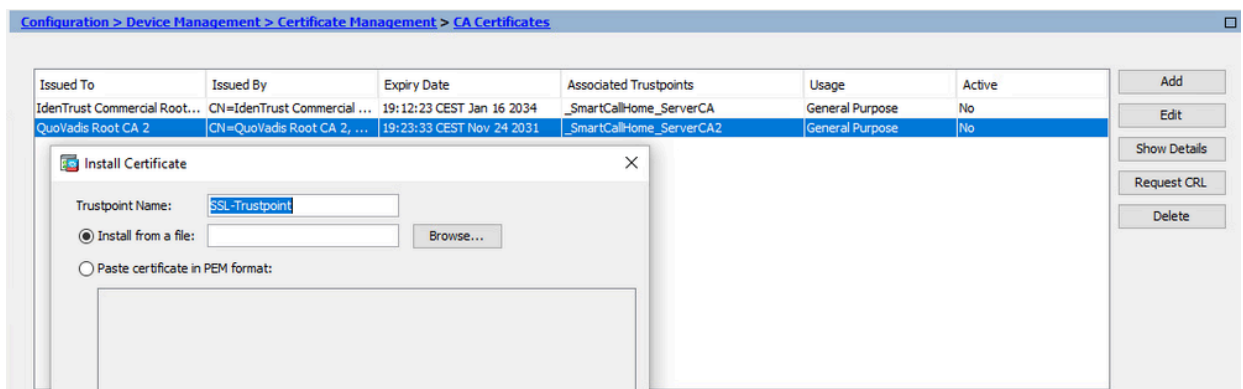 Configuration > Device Management > Certificate Management > CA Certificates
Issued To Issued By Expiry Date Associated Trustpoints Usage Active
IdenTrust Commercial Root... CN=IdenTrust Commercial ... 19:12:23 CEST Jan 16 2034 _SmartCallHome_ServerCA General Purpose No
QuoVadis Root CA 2 CN=QuoVadis Root CA 2, ... 19:23:33 CEST Nov 24 2031 _SmartCallHome_ServerCA2 General Purpose No
Add
Edit
Show Details
Request CRL
Delete
Install Certificate
Trustpoint Name: SSL-Trustpoint
Install from a file: Browse...
Paste certificate in PEM format: